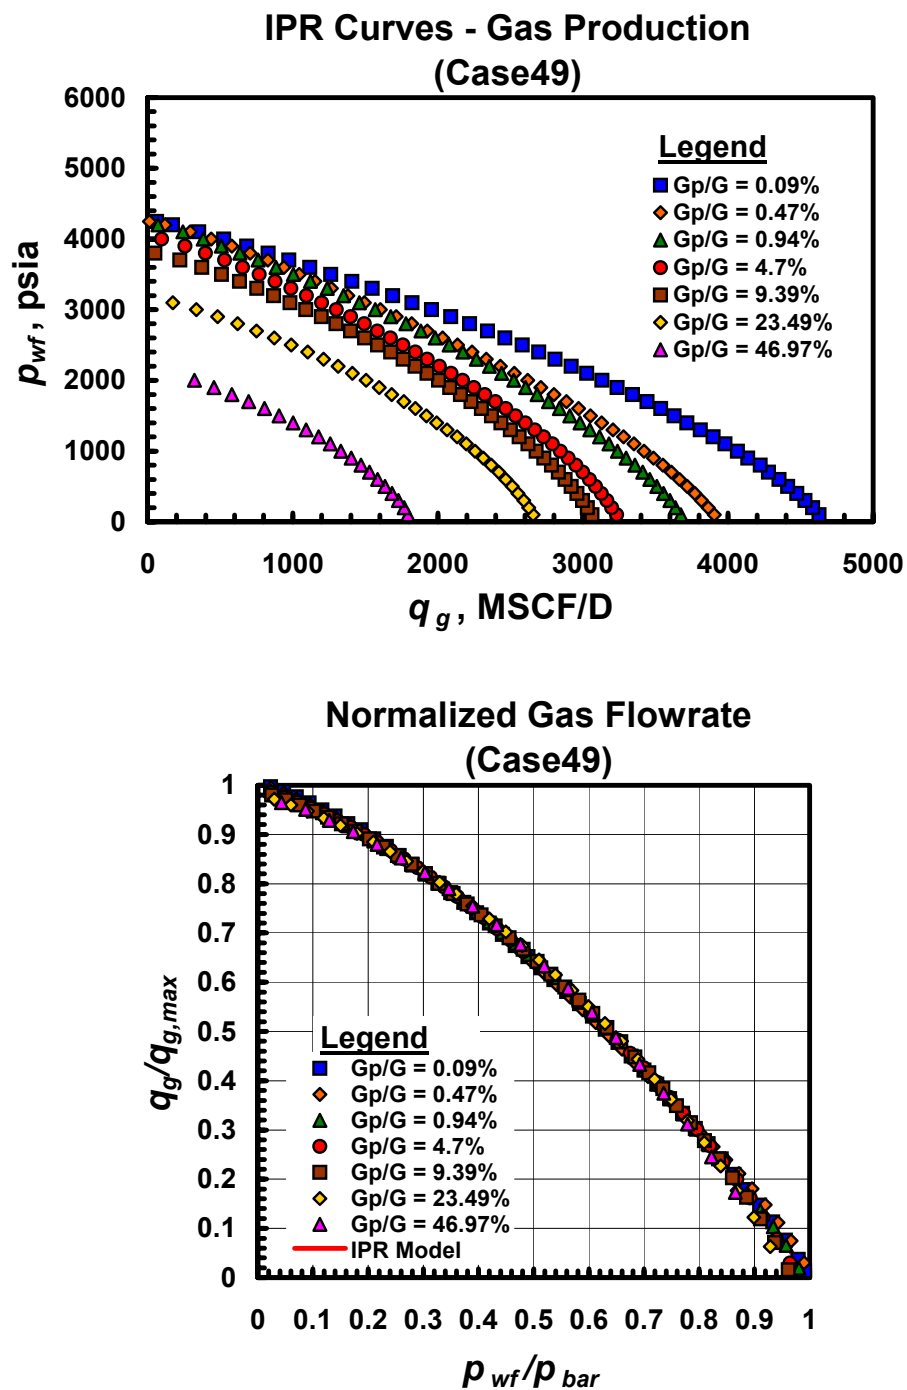 IPR Curves - Gas Production
(Case49)
6000
5000
4000
3000
2000
1000
0
pwf, psia
Legend
Gp/G = 0.09%
Gp/G = 0.47%
Gp/G = 0.94%
Gp/G = 4.7%
Gp/G = 9.39%
Gp/G = 23.49%
Gp/G = 46.97%
0 1000 2000 3000 4000 5000
q g , MSCF/D
Normalized Gas Flowrate
(Case49)
1
0.9
0.8
0.7
0.6
0.5
0.4
0.3
0.2
0.1
0
qg/qg,max
Legend
Gp/G = 0.09%
Gp/G = 0.47%
Gp/G = 0.94%
Gp/G = 4.7%
Gp/G = 9.39%
Gp/G = 23.49%
Gp/G = 46.97%
IPR Model
0 0.1 0.2 0.3 0.4 0.5 0.6 0.7 0.8 0.9 1
p wf /p bar